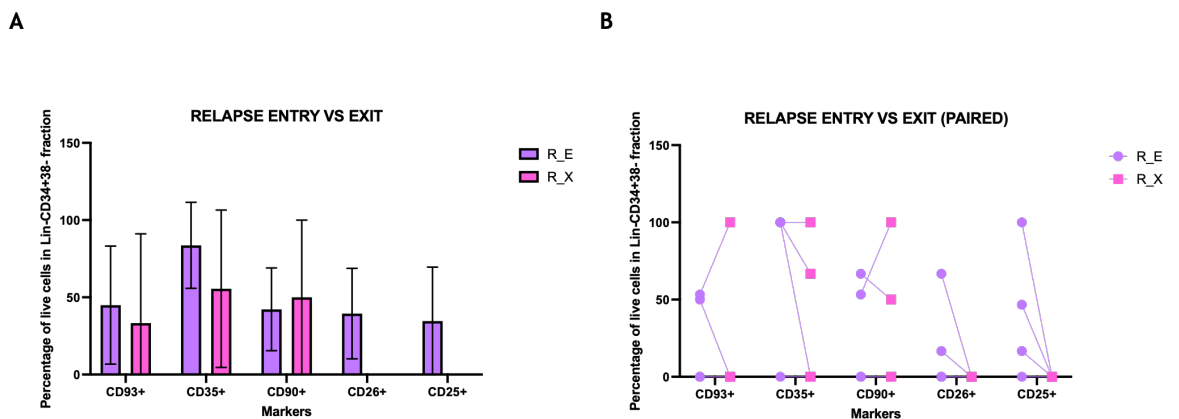 A
RELAPSE ENTRY VS EXIT
Percentage of live cells in Lin-CD34+38- fraction
150
100
50
0
CD93+
CD35+
CD90+
CD26+
CD25+
Markers
R_E
R_X
B
RELAPSE ENTRY VS EXIT (PAIRED)
Percentage of live cells in Lin-CD34+38- fraction
150
100
50
0
CD93+
CD35+
CD90+
CD26+
CD25+
Markers
R_E
R_X